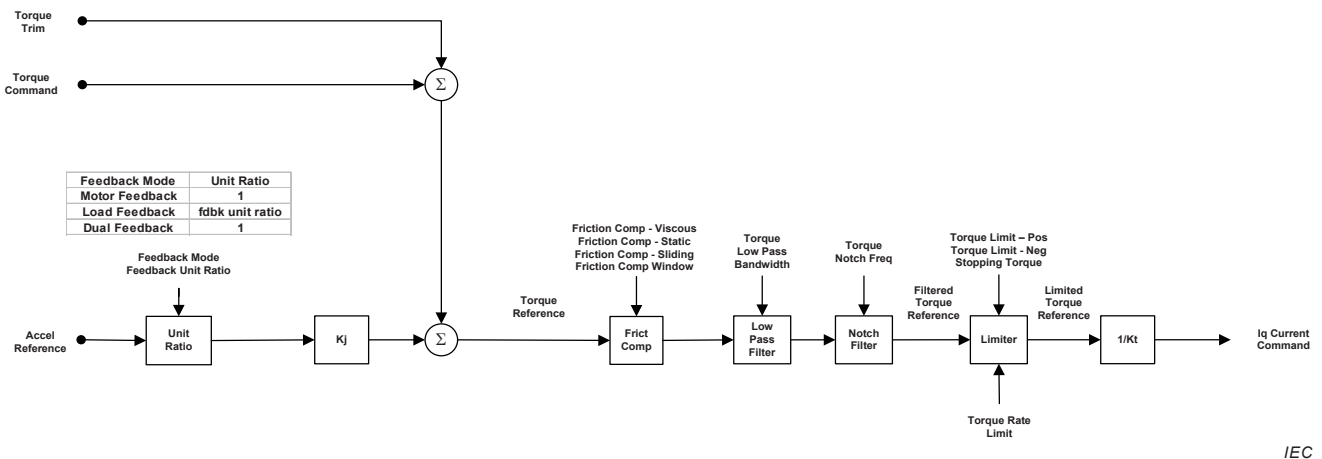 Torque
Trim
Torque
Command
Σ
Feedback Mode Unit Ratio
Motor Feedback 1
Load Feedback fdbk unit ratio
Dual Feedback 1
Feedback Mode
Feedback Unit Ratio
Friction Comp - Viscous
Friction Comp - Static
Friction Comp - Sliding
Friction Comp Window
Torque
Low Pass
Bandwidth
Torque
Notch Freq
Torque Limit – Pos
Torque Limit - Neg
Stopping Torque
Torque
Reference
Filtered
Torque
Reference
Limited
Torque
Reference
Accel
Reference
Unit
Ratio
Kj
Σ
Frict
Comp
Low
Pass
Filter
Notch
Filter
Limiter
1/Kt
Iq Current
Command
Torque Rate
Limit
IEC